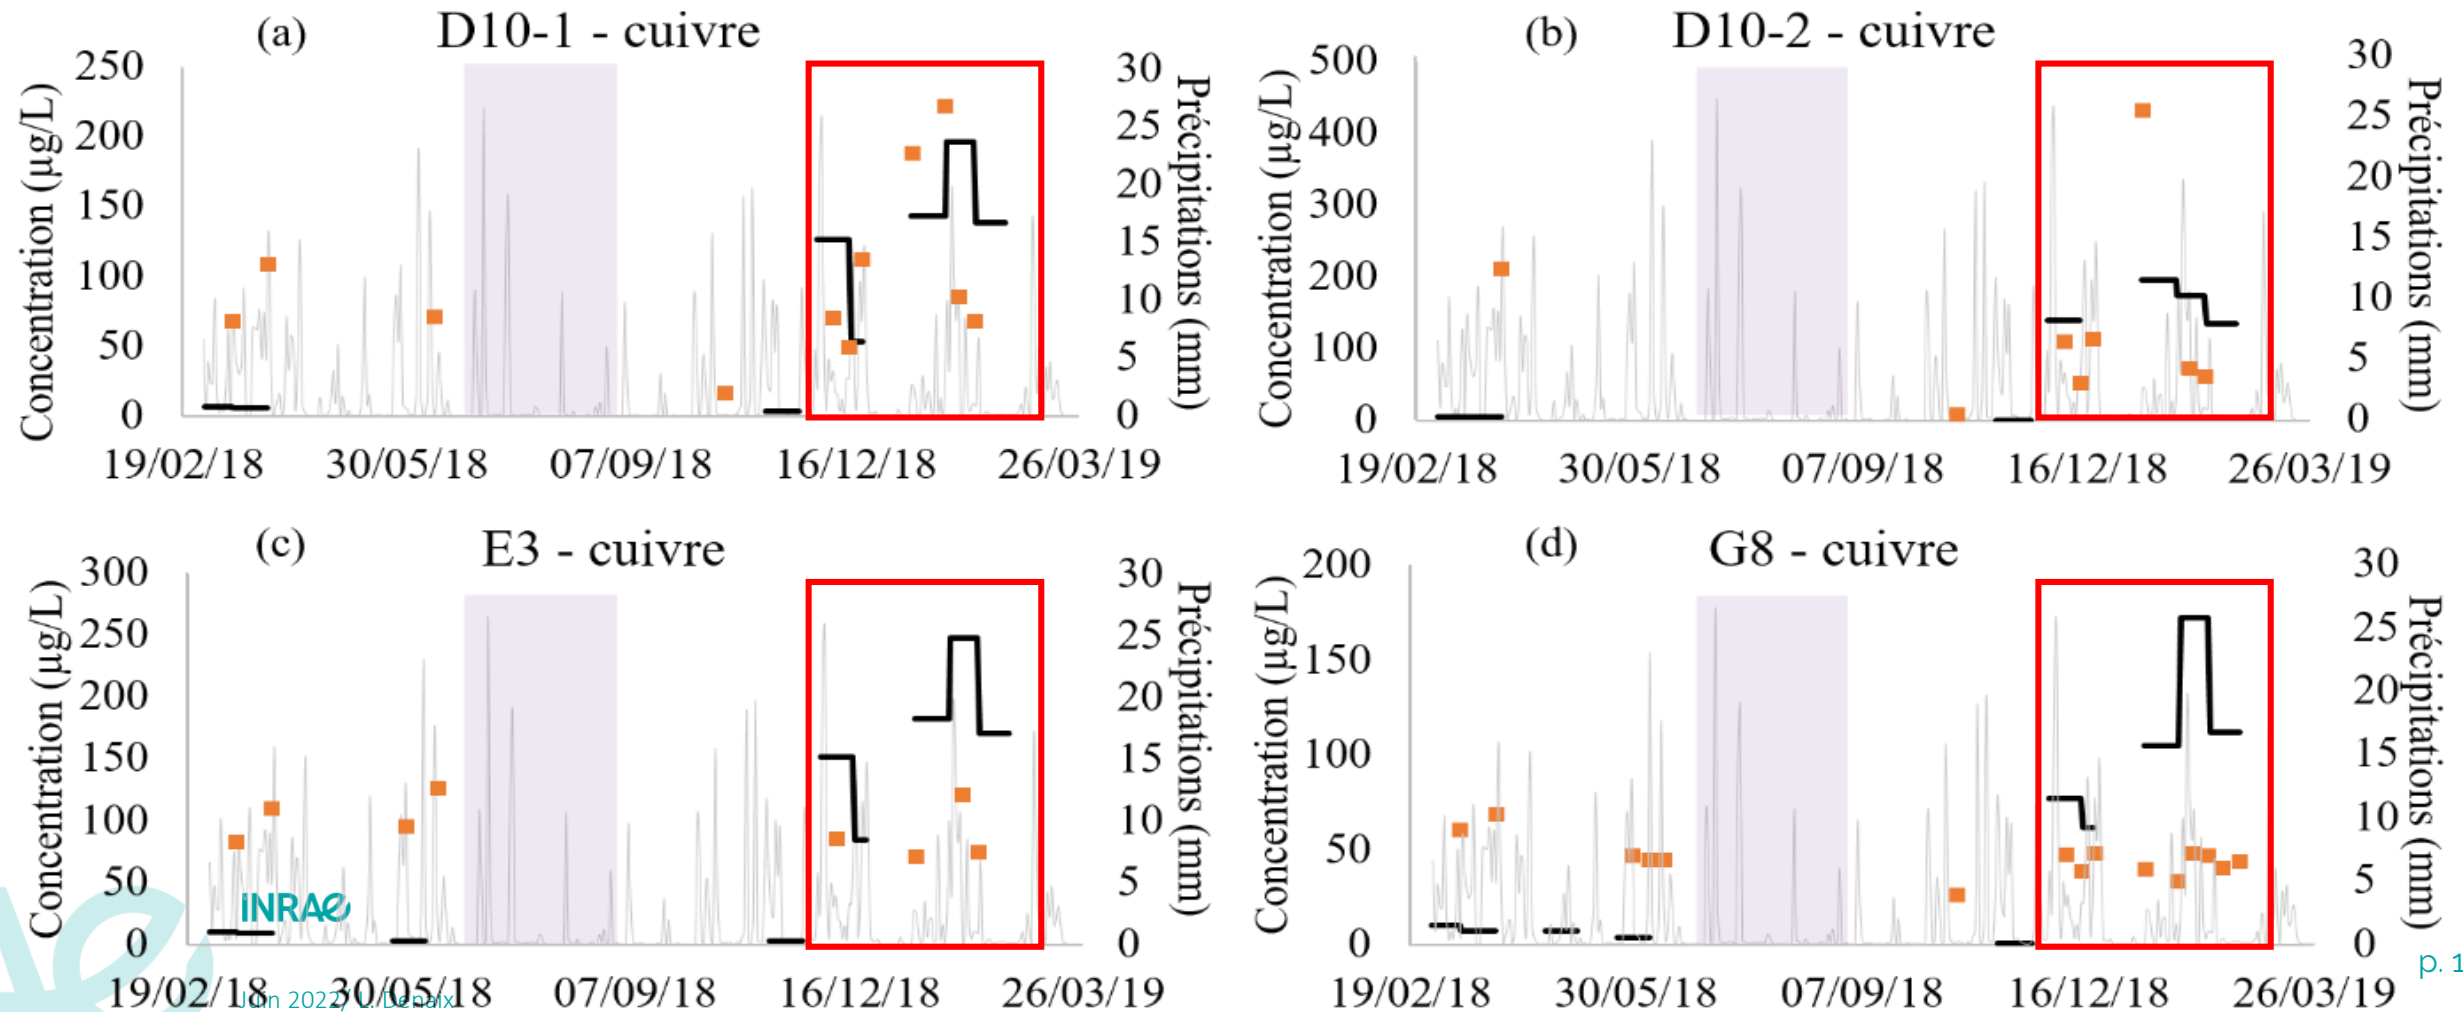 (a) D10-1 - cuivre
Concentration (µg/L)
250
200
150
100
50
0
30
25
20
15
10
5
0
Précipitations (mm)
19/02/18 30/05/18 07/09/18 16/12/18 26/03/19
(b) D10-2 - cuivre
Concentration (µg/L)
500
400
300
200
100
0
30
25
20
15
10
5
0
Précipitations (mm)
19/02/18 30/05/18 07/09/18 16/12/18 26/03/19
(c) E3 - cuivre
Concentration (µg/L)
300
250
200
150
100
50
0
30
25
20
15
10
5
0
Précipitations (mm)
19/02/18 30/05/18 07/09/18 16/12/18 26/03/19
(d) G8 - cuivre
Concentration (µg/L)
200
150
100
50
0
30
25
20
15
10
5
0
Précipitations (mm)
19/02/18 30/05/18 07/09/18 16/12/18 26/03/19
INRAE
Juin 2022/ L. Denaix
p. 1